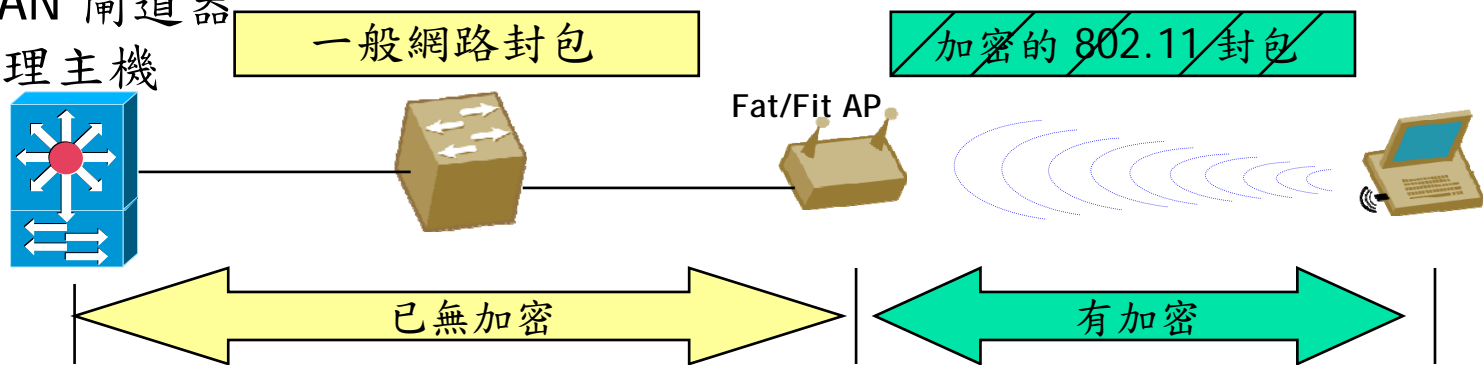 AN 閘道器
理主機
一般網路封包
加密的 802.11 封包
Fat/Fit AP
已無加密
有加密